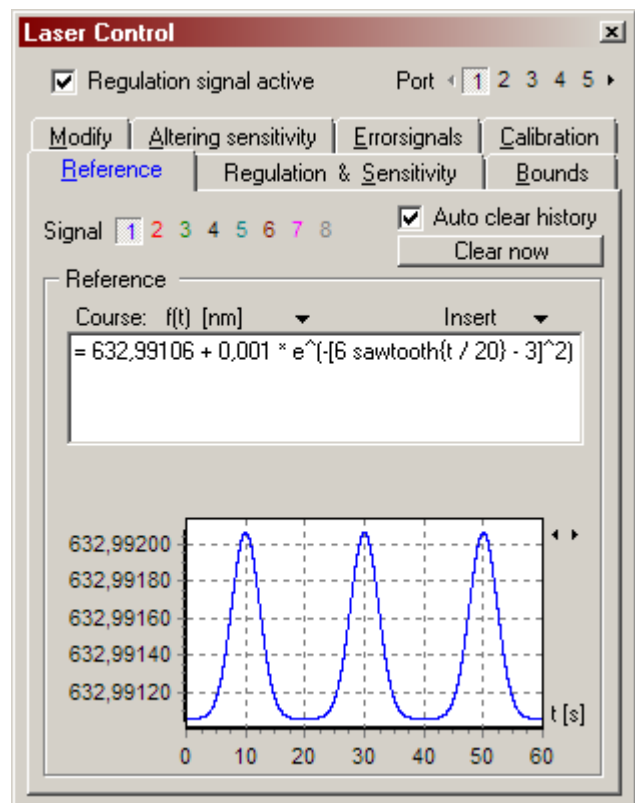 Laser Control
Regulation signal active Port 1 2 3 4 5
Modify Altering sensitivity Errorsignals Calibration
Reference Regulation & Sensitivity Bounds
Signal 1 2 3 4 5 6 7 8 Auto clear history
Clear now
Reference
Course: f(t) [nm] Insert
= 632,99106 + 0,001 * e^(-[6 sawtooth{t / 20} - 3]^2)
632,99200
632,99180
632,99160
632,99140
632,99120
t [s]
0 10 20 30 40 50 60